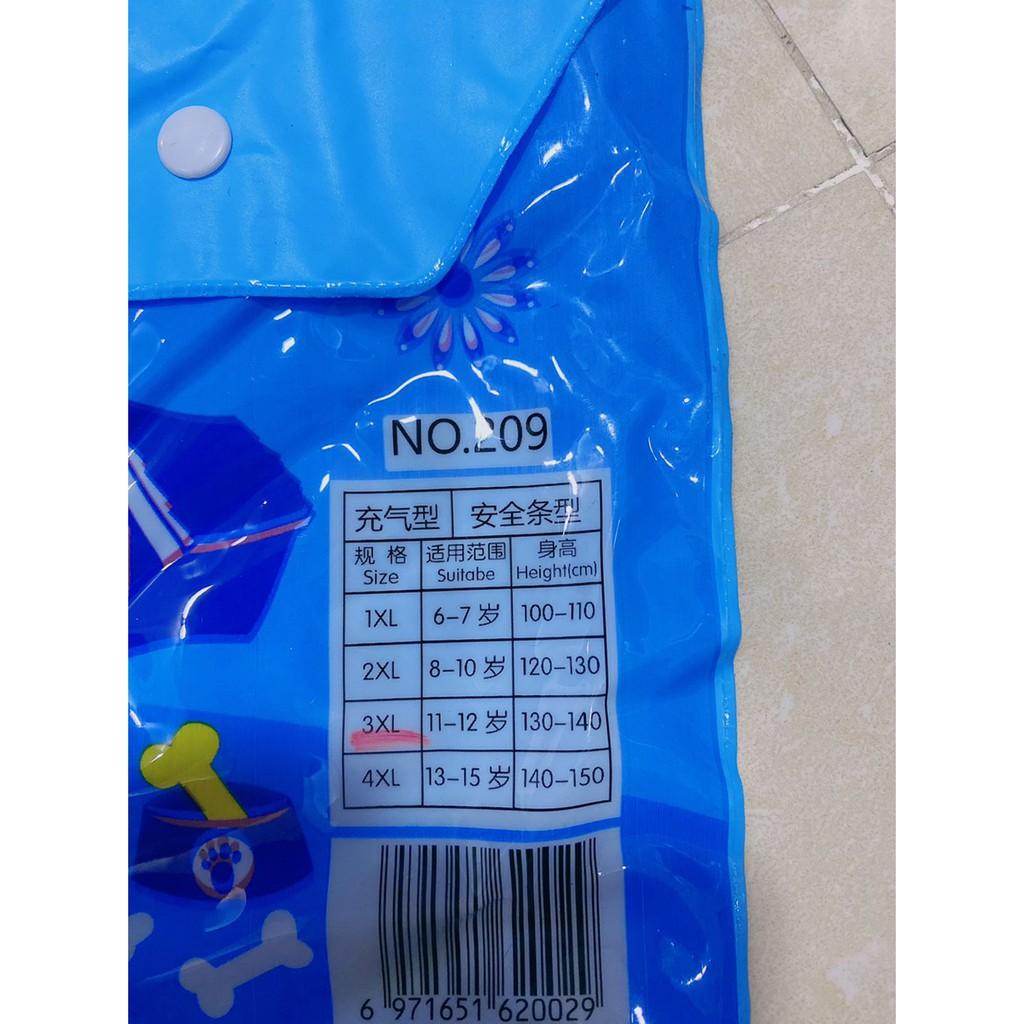 NO.209
充气型 安全条型
规 格 适用范围 身高
Size Suitabe Height(cm)
1XL 6-7 岁 100-110
2XL 8-10 岁 120-130
3XL 11-12 岁 130-140
4XL 13-15 岁 140-150
6 971651 620029